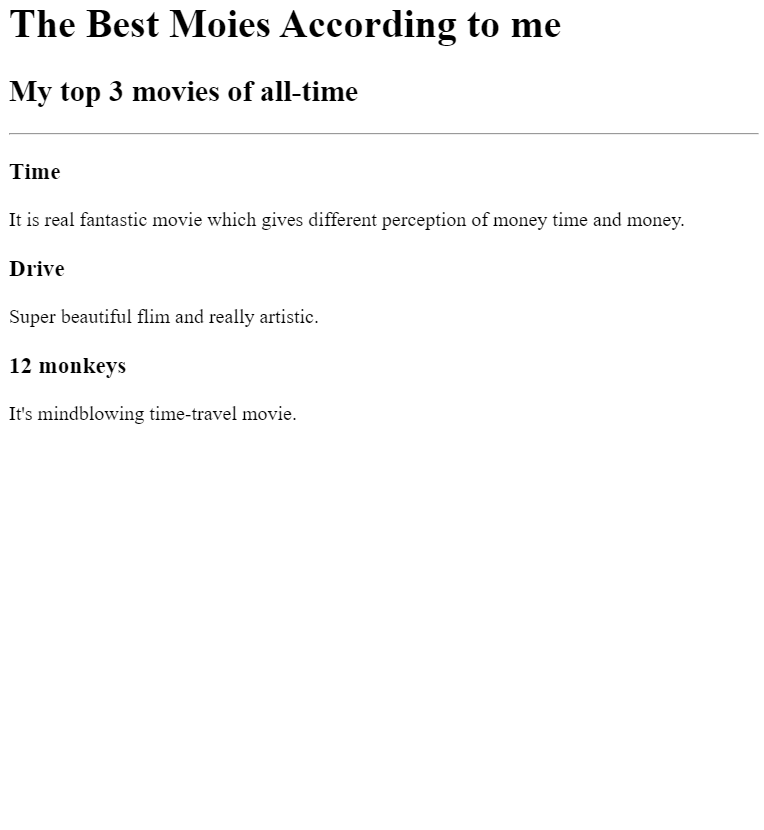 The Best Moies According to me
My top 3 movies of all-time
Time
It is real fantastic movie which gives different perception of money time and money.
Drive
Super beautiful flim and really artistic.
12 monkeys
It's mindblowing time-travel movie.